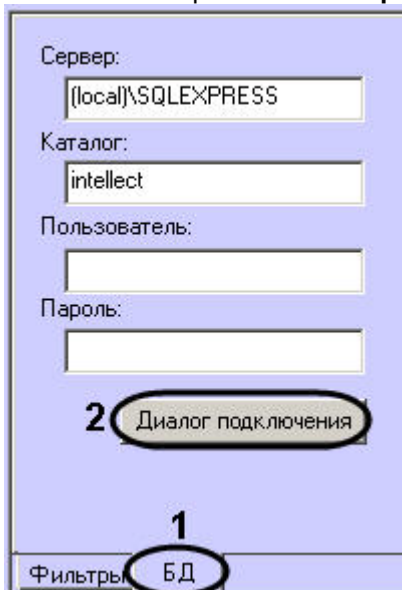 Сервер:
(local)\SQLEXPRESS
Каталог:
intellect
Пользователь:
Пароль:
2 Диалог подключения
1
Фильтры БД